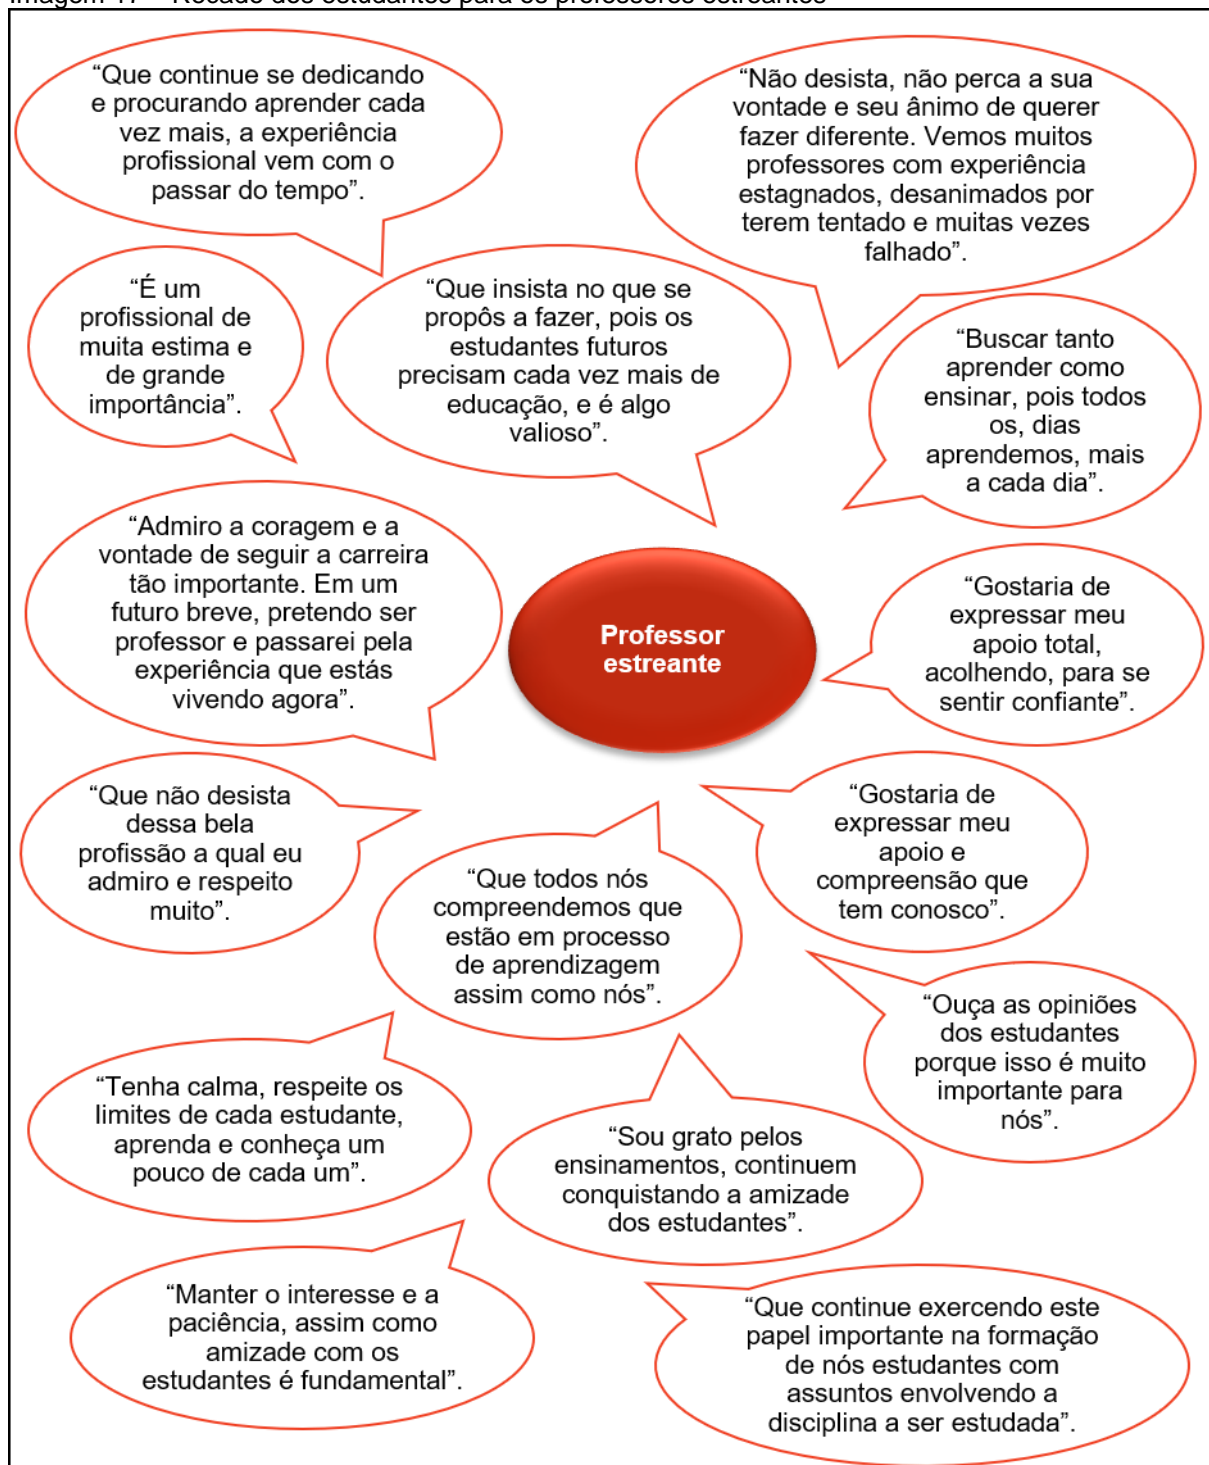 Imagem 17 – Recado dos estudantes para os professores estreantes
“Que continue se dedicando
e procurando aprender cada
vez mais, a experiência
profissional vem com o
passar do tempo”.
“Não desista, não perca a sua
vontade e seu ânimo de querer
fazer diferente. Vemos muitos
professores com experiência
estagnados, desanimados por
terem tentado e muitas vezes
falhado”.
“É um
profissional de
muita estima e
de grande
importância”.
“Que insista no que se
propôs a fazer, pois os
estudantes futuros
precisam cada vez mais de
educação, e é algo
valioso”.
“Buscar tanto
aprender como
ensinar, pois todos
os, dias
aprendemos, mais
a cada dia”.
“Admiro a coragem e a
vontade de seguir a carreira
tão importante. Em um
futuro breve, pretendo ser
professor e passarei pela
experiência que estás
vivendo agora”.
Professor
estreante
“Gostaria de
expressar meu
apoio total,
acolhendo, para se
sentir confiante”.
“Que não desista
dessa bela
profissão a qual eu
admiro e respeito
muito”.
“Que todos nós
compreendemos que
estão em processo
de aprendizagem
assim como nós”.
“Gostaria de
expressar meu
apoio e
compreensão que
tem conosco”.
“Ouça as opiniões
dos estudantes
porque isso é muito
importante para
nós”.
“Tenha calma, respeite os
limites de cada estudante,
aprenda e conheça um
pouco de cada um”.
“Sou grato pelos
ensinamentos, continuem
conquistando a amizade
dos estudantes”.
“Manter o interesse e a
paciência, assim como
amizade com os
estudantes é fundamental”.
“Que continue exercendo este
papel importante na formação
de nós estudantes com
assuntos envolvendo a
disciplina a ser estudada”.